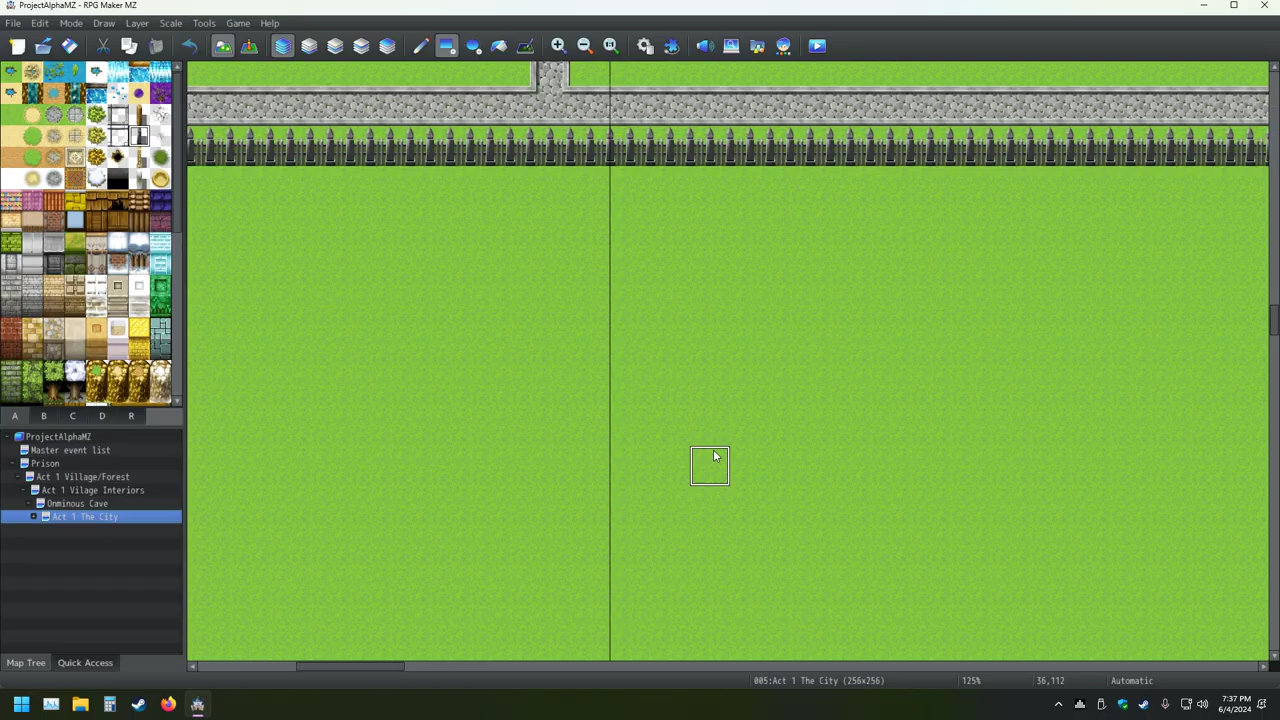 ProjectAlphaMZ - RPG Maker MZ
File Edit Mode Draw Layer Scale Tools Game Help
A B C D R
ProjectAlphaMZ
Master event list
Prison
Act 1 Village/Forest
Act 1 Vilage Interiors
Onminous Cave
Act 1 The City
Map Tree Quick Access
005:Act 1 The City (256x256) 125% 36,112 Automatic
7:37 PM
6/4/2024